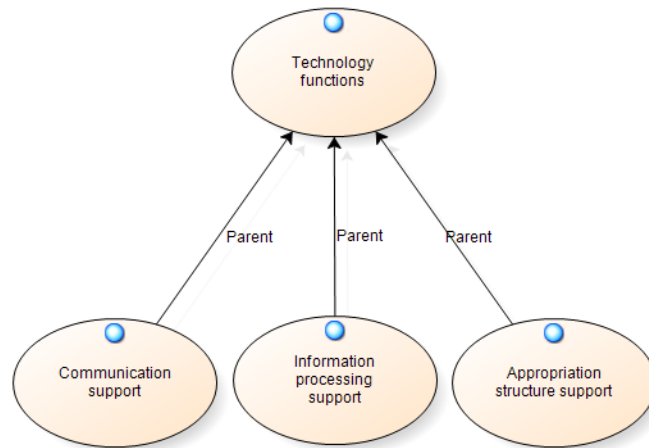 Technology
functions
Parent
Parent
Parent
Communication
support
Information
processing
support
Appropriation
structure support